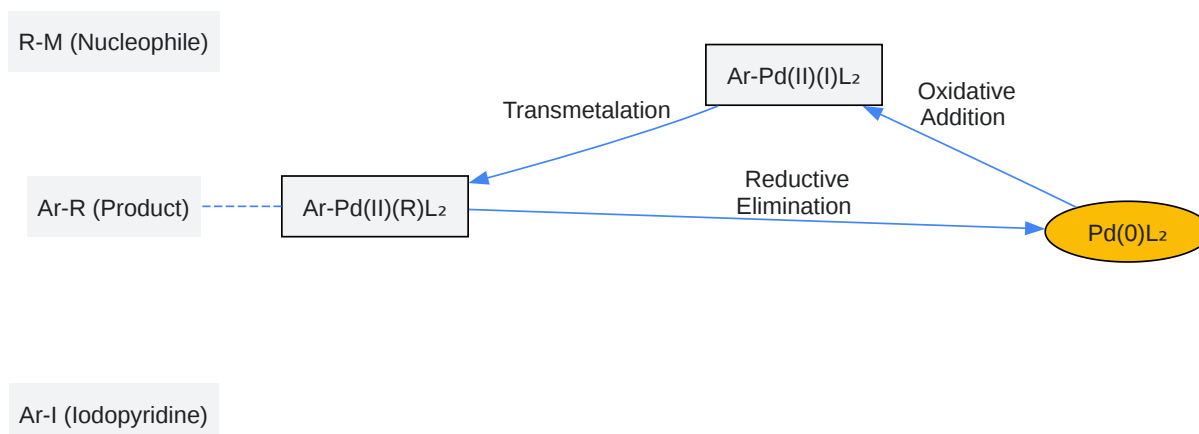 R-M (Nucleophile)
Ar-Pd(II)(I)L₂
Oxidative
Addition
Transmetalation
Reductive
Elimination
Ar-R (Product)
Ar-Pd(II)(R)L₂
Pd(0)L₂
Ar-I (Iodopyridine)